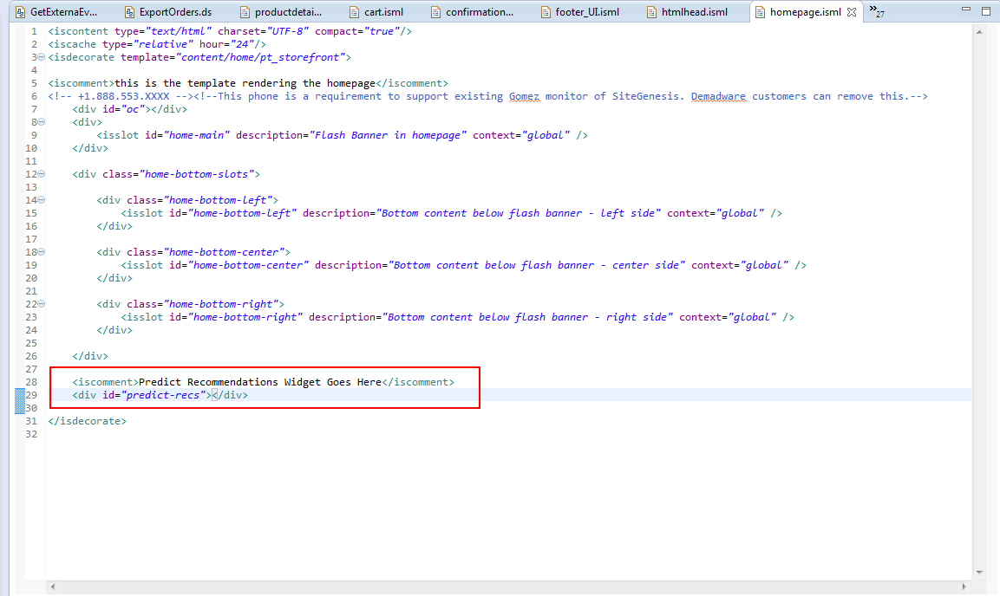 GetExternaEv... ExportOrders.ds productdetai... cart.isml confirmation... footer_UI.isml htmlhead.isml homepage.isml »27
1 <iscontent type="text/html" charset="UTF-8" compact="true"/>
2 <iscache type="relative" hour="24"/>
3 <isdecorate template="content/home/pt_storefront">
4
5 <iscomment>this is the template rendering the homepage</iscomment>
6 <!-- +1.888.553.XXXX --><!--This phone is a requirement to support existing Gomez monitor of SiteGenesis. Demadware customers can remove this.-->
7 <div id="oc"></div>
8 <div>
9 <isslot id="home-main" description="Flash Banner in homepage" context="global" />
10 </div>
11
12 <div class="home-bottom-slots">
13
14 <div class="home-bottom-left">
15 <isslot id="home-bottom-left" description="Bottom content below flash banner - left side" context="global" />
16 </div>
17
18 <div class="home-bottom-center">
19 <isslot id="home-bottom-center" description="Bottom content below flash banner - center side" context="global" />
20 </div>
21
22 <div class="home-bottom-right">
23 <isslot id="home-bottom-right" description="Bottom content below flash banner - right side" context="global" />
24 </div>
25
26 </div>
27
28 <iscomment>Predict Recommendations Widget Goes Here</iscomment>
29 <div id="predict-recs"></div>
30
31 </isdecorate>
32